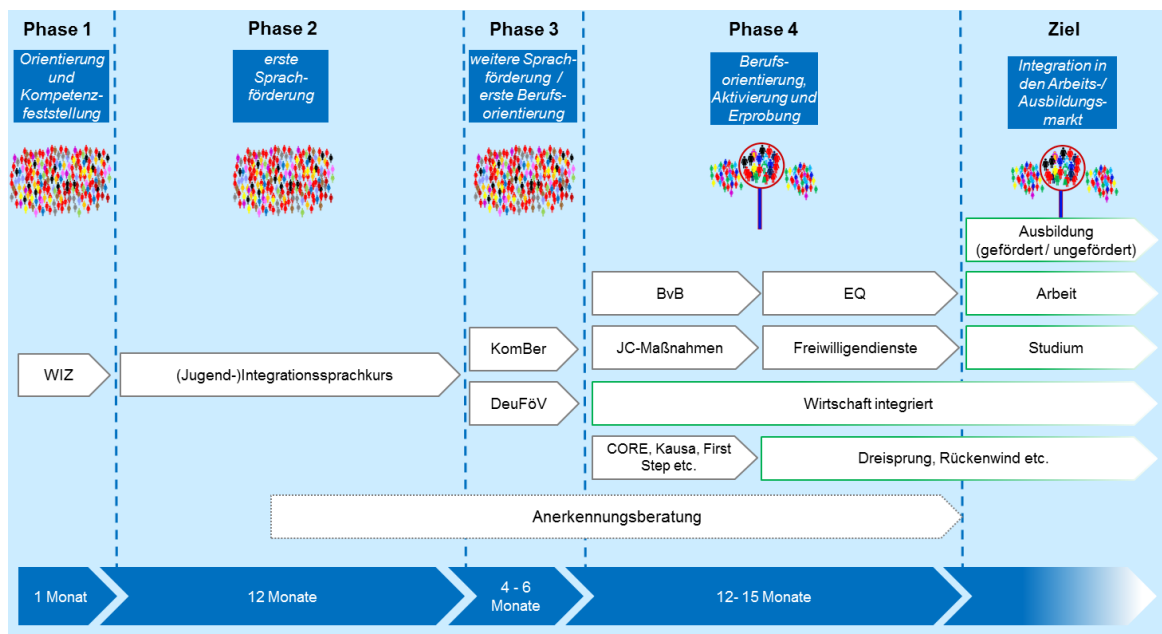 Phase 1
Phase 2
Phase 3
Phase 4
Ziel
Orientierung
und
Kompetenz-
feststellung
erste
Sprach-
förderung
weitere Sprach-
förderung /
erste Berufs-
orientierung
Berufs-
orientierung,
Aktivierung und
Erprobung
Integration in
den Arbeits-/
Ausbildungs-
markt
Ausbildung
(gefördert / ungefördert)
BvB
EQ
Arbeit
KomBer
JC-Maßnahmen
Freiwilligendienste
Studium
WIZ
(Jugend-)Integrationssprachkurs
DeuFöV
Wirtschaft integriert
CORE, Kausa, First
Step etc.
Dreisprung, Rückenwind etc.
Anerkennungsberatung
1 Monat
12 Monate
4 - 6
Monate
12- 15 Monate